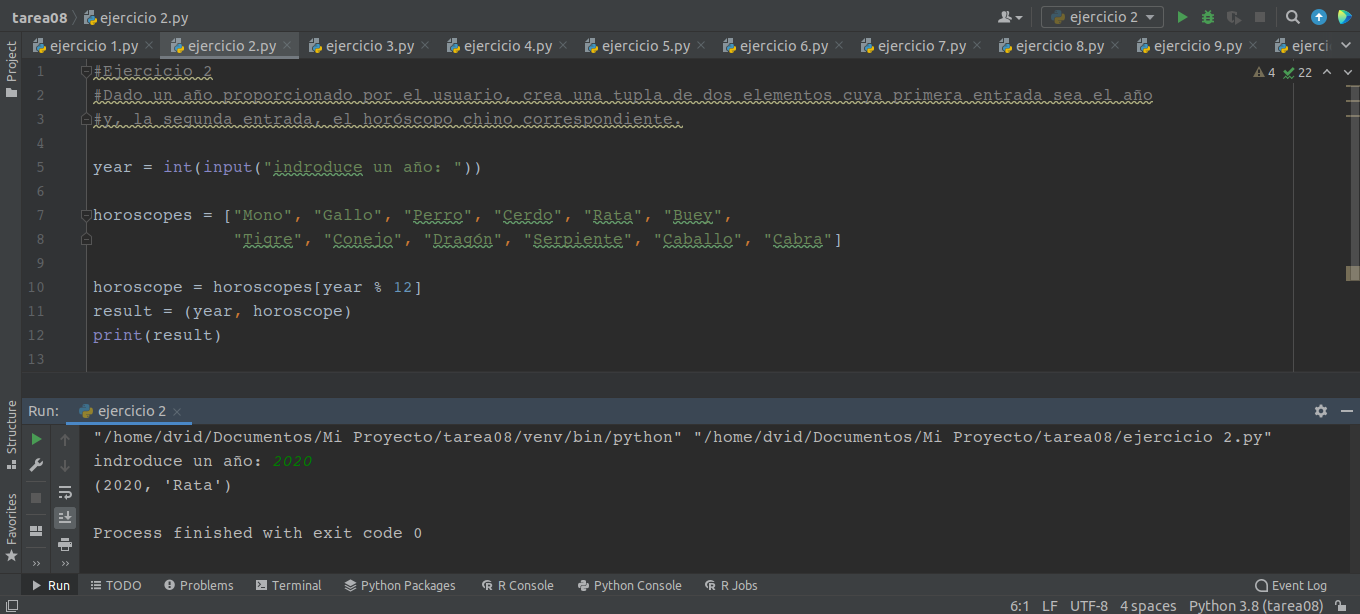 tarea08 ejercicio 2.py ejercicio 2
ejercicio 1.py ejercicio 2.py ejercicio 3.py ejercicio 4.py ejercicio 5.py ejercicio 6.py ejercicio 7.py ejercicio 8.py ejercicio 9.py ejerci
Project
4 22
1 #Ejercicio 2
2 #Dado un año proporcionado por el usuario, crea una tupla de dos elementos cuya primera entrada sea el año
3 #y, la segunda entrada, el horóscopo chino correspondiente.
4
5 year = int(input("indroduce un año: "))
6
7 horoscopes = ["Mono", "Gallo", "Perro", "Cerdo", "Rata", "Buey",
8 "Tigre", "Conejo", "Dragón", "Serpiente", "Caballo", "Cabra"]
9
10 horoscope = horoscopes[year % 12]
11 result = (year, horoscope)
12 print(result)
13
Structure
Favorites
Run: ejercicio 2
"/home/dvid/Documentos/Mi Proyecto/tarea08/venv/bin/python" "/home/dvid/Documentos/Mi Proyecto/tarea08/ejercicio 2.py"
indroduce un año: 2020
(2020, 'Rata')
Process finished with exit code 0
Run TODO Problems Terminal Python Packages R Console Python Console R Jobs Event Log
6:1 LF UTF-8 4 spaces Python 3.8 (tarea08)